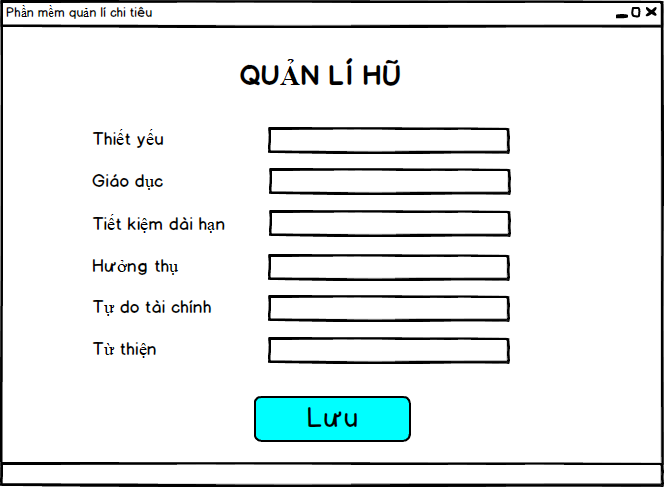 Phần mềm quản lí chi tiêu
QUẢN LÍ HŨ
Thiết yếu
Giáo dục
Tiết kiệm dài hạn
Hưởng thụ
Tự do tài chính
Từ thiện
Lưu